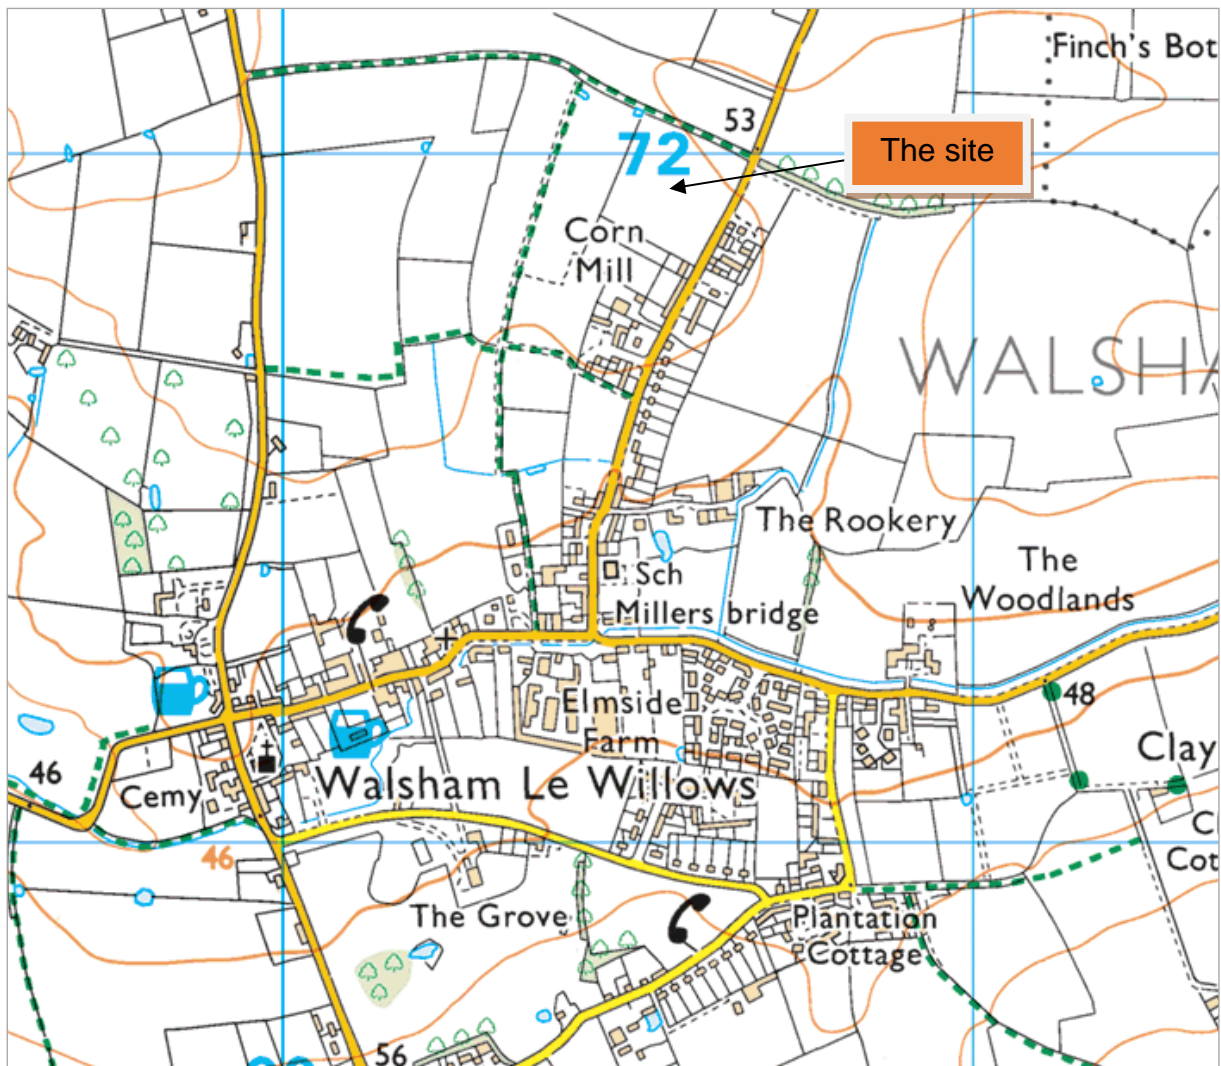 Finch's Bot
53
The site
72
Corn
Mill
WALSHA
The Rookery
Sch
The
Woodlands
Millers bridge
Elmside
Farm
48
46
Clay
Cemy
Walsham Le Willows
Cl
Cot
46
The Grove
Plantation
Cottage
56